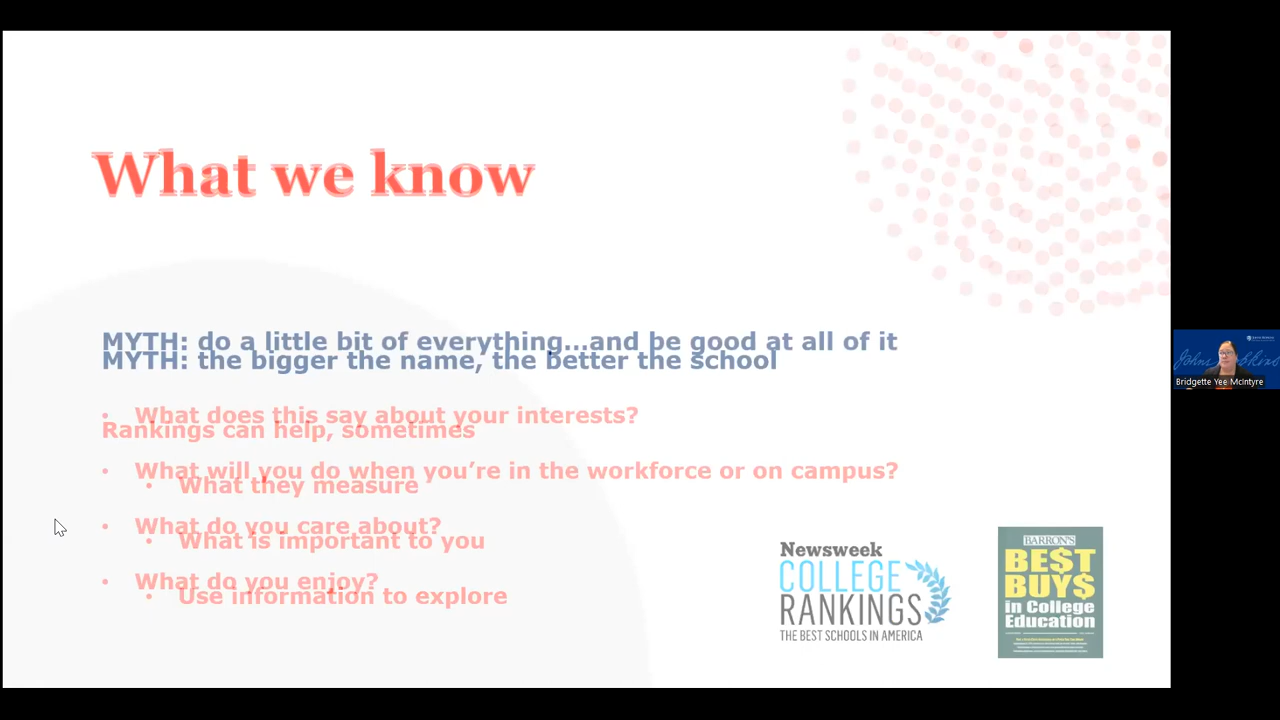 What we know
MYTH: do a little bit of everything...and be good at all of it
MYTH: the bigger the name, the better the school
• What does this say about your interests?
Rankings can help, sometimes
• What will you do when you're in the workforce or on campus?
• What they measure
• What do you care about?
• What is important to you
• What do you enjoy?
• Use information to explore
Newsweek
COLLEGE
RANKINGS
THE BEST SCHOOLS IN AMERICA
BARRON'S
BE$T
BUY$
in College
Education
Bridgette Yee McIntyre